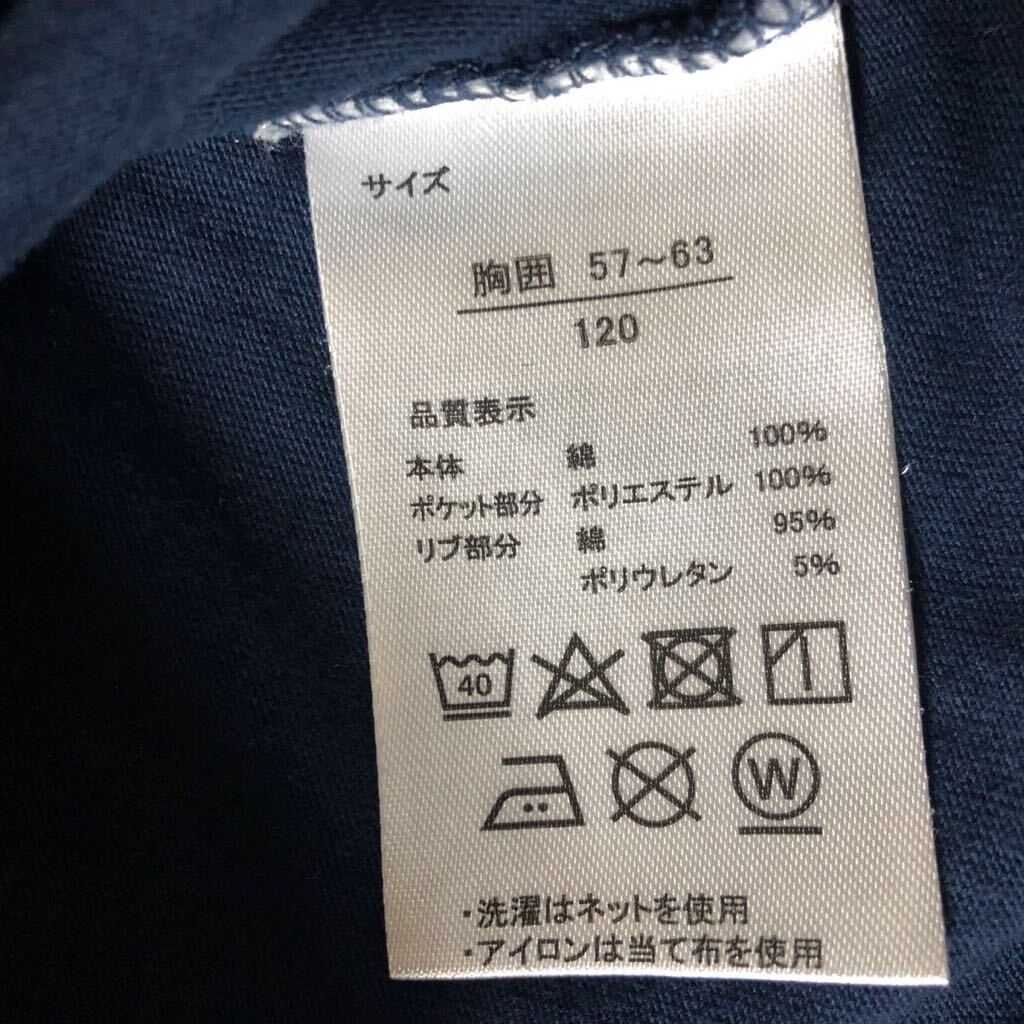 サイズ
胸囲 57～63
120
品質表示
本体 綿 100%
ポケット部分 ポリエステル 100%
リブ部分 綿 95%
ポリウレタン 5%
40
W
・洗濯はネットを使用
・アイロンは当て布を使用